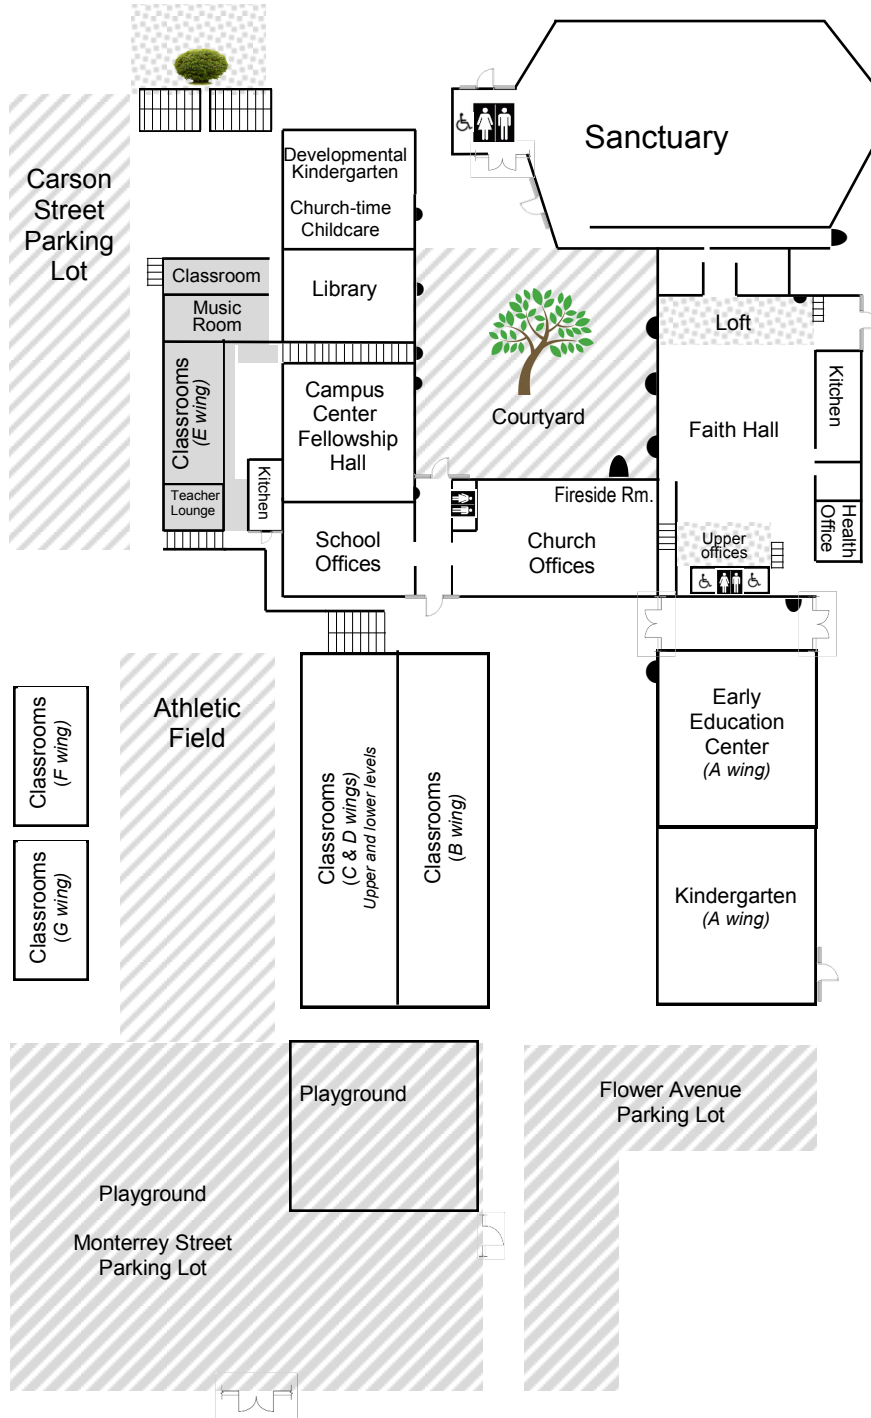 Sanctuary
Developmental
Kindergarten
Church-time
Childcare
Carson
Street
Parking
Lot
Classroom
Library
Music
Room
Loft
Classrooms
(E wing)
Campus
Center
Fellowship
Hall
Courtyard
Faith Hall
Kitchen
Kitchen
Teacher
Lounge
Fireside Rm.
School
Offices
Church
Offices
Upper
offices
Health
Office
Athletic
Field
Classrooms
(F wing)
Classrooms
(G wing)
Classrooms
(C & D wings)
Upper and lower levels
Classrooms
(B wing)
Early
Education
Center
(A wing)
Kindergarten
(A wing)
Playground
Flower Avenue
Parking Lot
Playground
Monterrey Street
Parking Lot